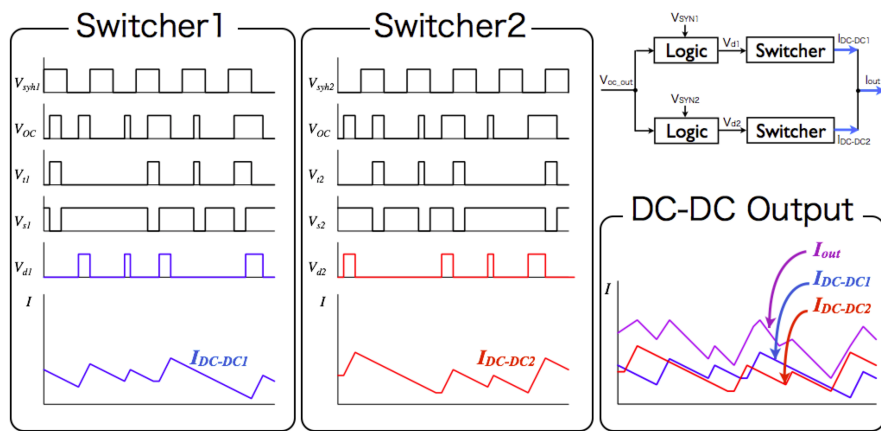 Switcher1
Vsyh1
VOC
Vt1
Vs1
Vd1
I
IDC-DC1
Switcher2
Vsyh2
VOC
Vt2
Vs2
Vd2
I
IDC-DC2
VSYN1
Logic
Vd1
Switcher
IDC-DC1
Voc_out
Iout
VSYN2
Logic
Vd2
Switcher
IDC-DC2
DC-DC Output
I
Iout
IDC-DC1
IDC-DC2